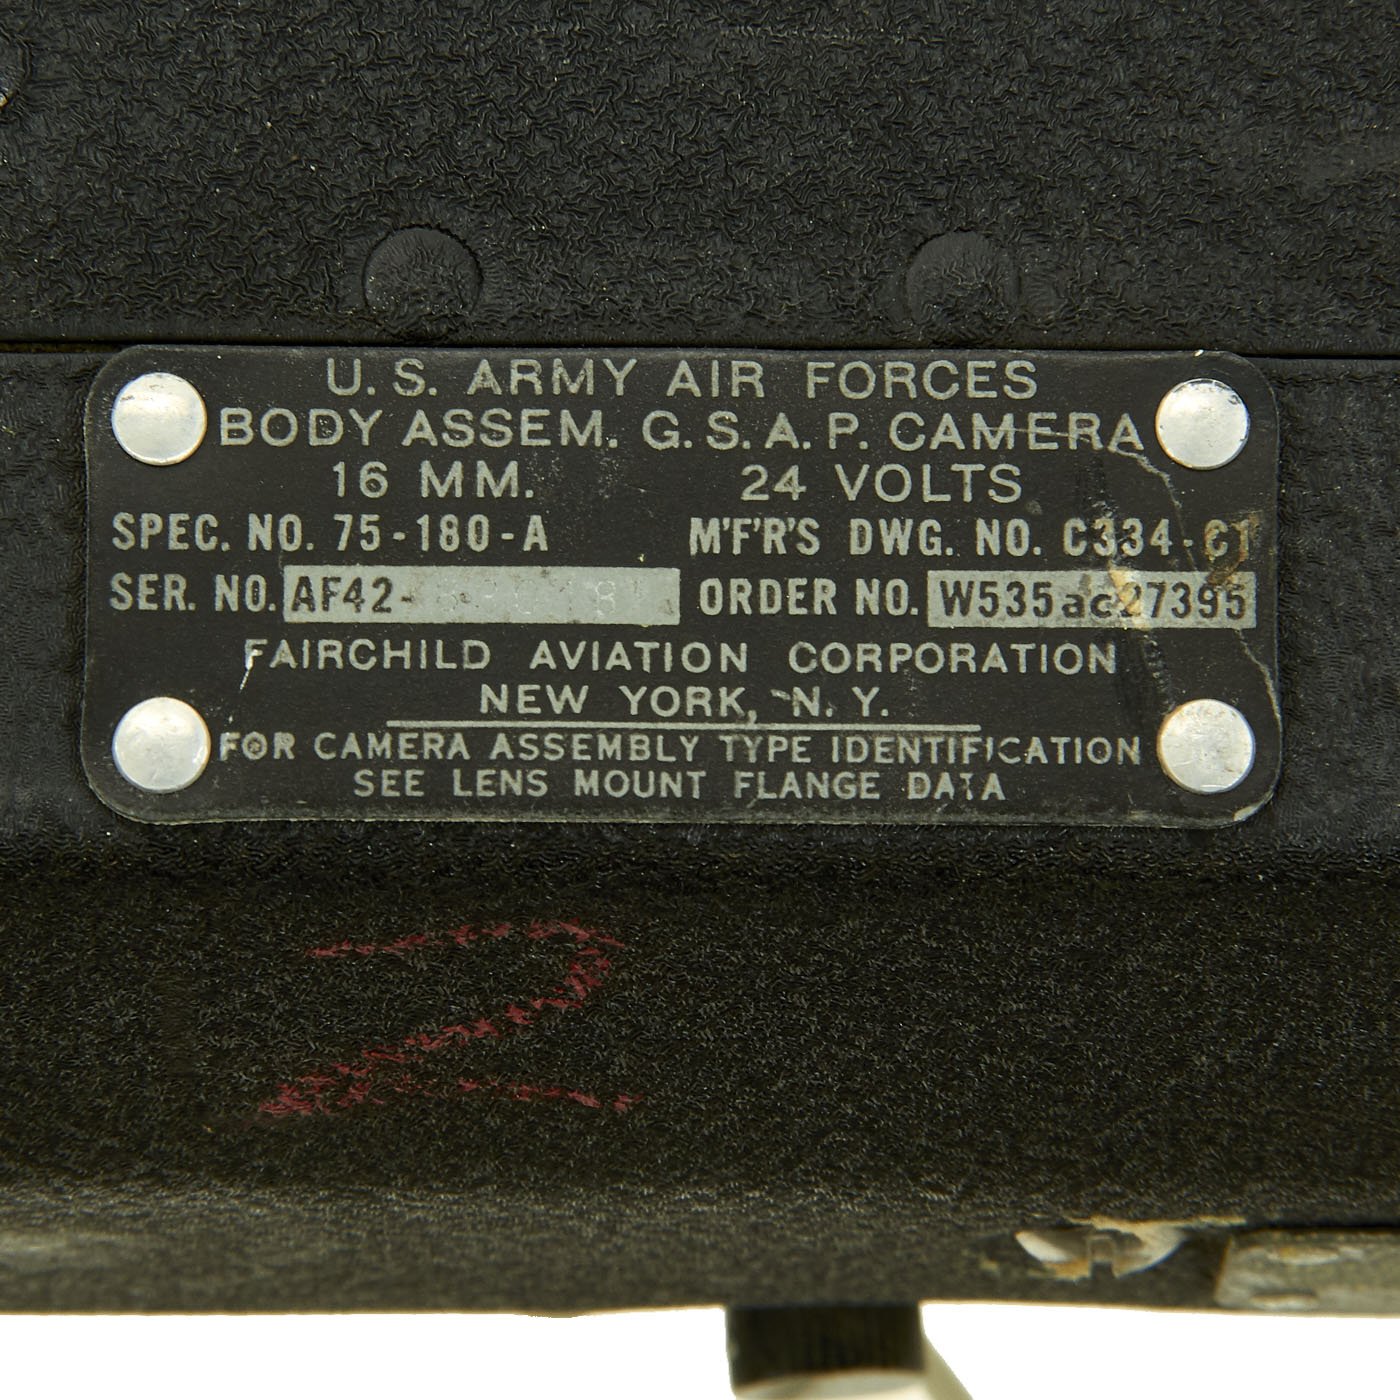 U.S. ARMY AIR FORCES
BODY ASSEM. G.S.A.P. CAMERA
16 MM. 24 VOLTS
SPEC. NO. 75-180-A M'F'R'S DWG. NO. C334-C1
SER. NO. AF42- ORDER NO. W535ac27395
FAIRCHILD AVIATION CORPORATION
NEW YORK, N.Y.
FOR CAMERA ASSEMBLY TYPE IDENTIFICATION
SEE LENS MOUNT FLANGE DATA
2